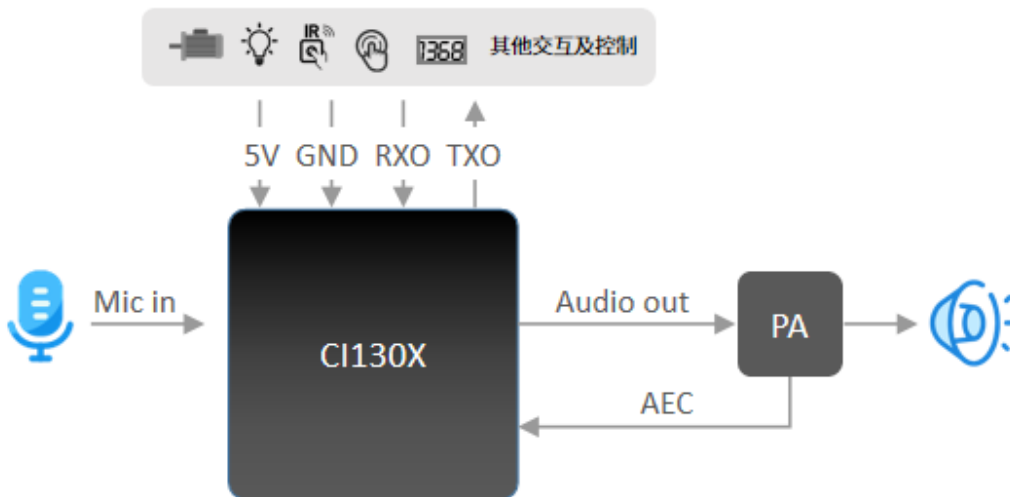 IR
1368
其他交互及控制
5V GND RXO TXO
Mic in
Audio out
PA
CI130X
AEC